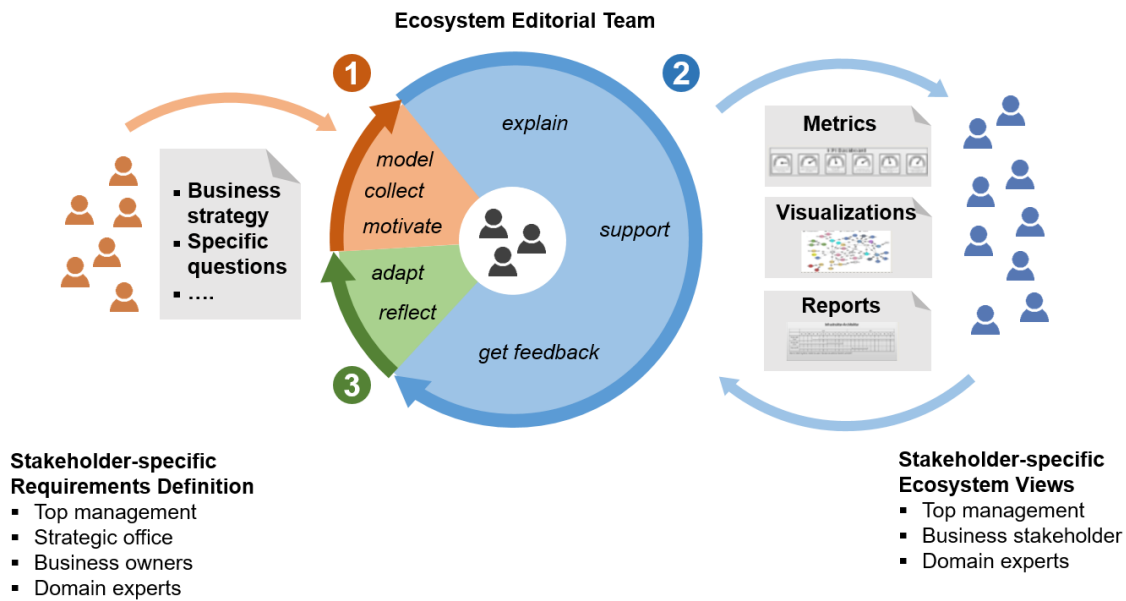 Ecosystem Editorial Team
1
2
explain
model
collect
motivate
support
adapt
reflect
get feedback
3
▪ Business
strategy
▪ Specific
questions
▪ ….
Metrics
Visualizations
Reports
Stakeholder-specific
Requirements Definition
▪ Top management
▪ Strategic office
▪ Business owners
▪ Domain experts
Stakeholder-specific
Ecosystem Views
▪ Top management
▪ Business stakeholder
▪ Domain experts